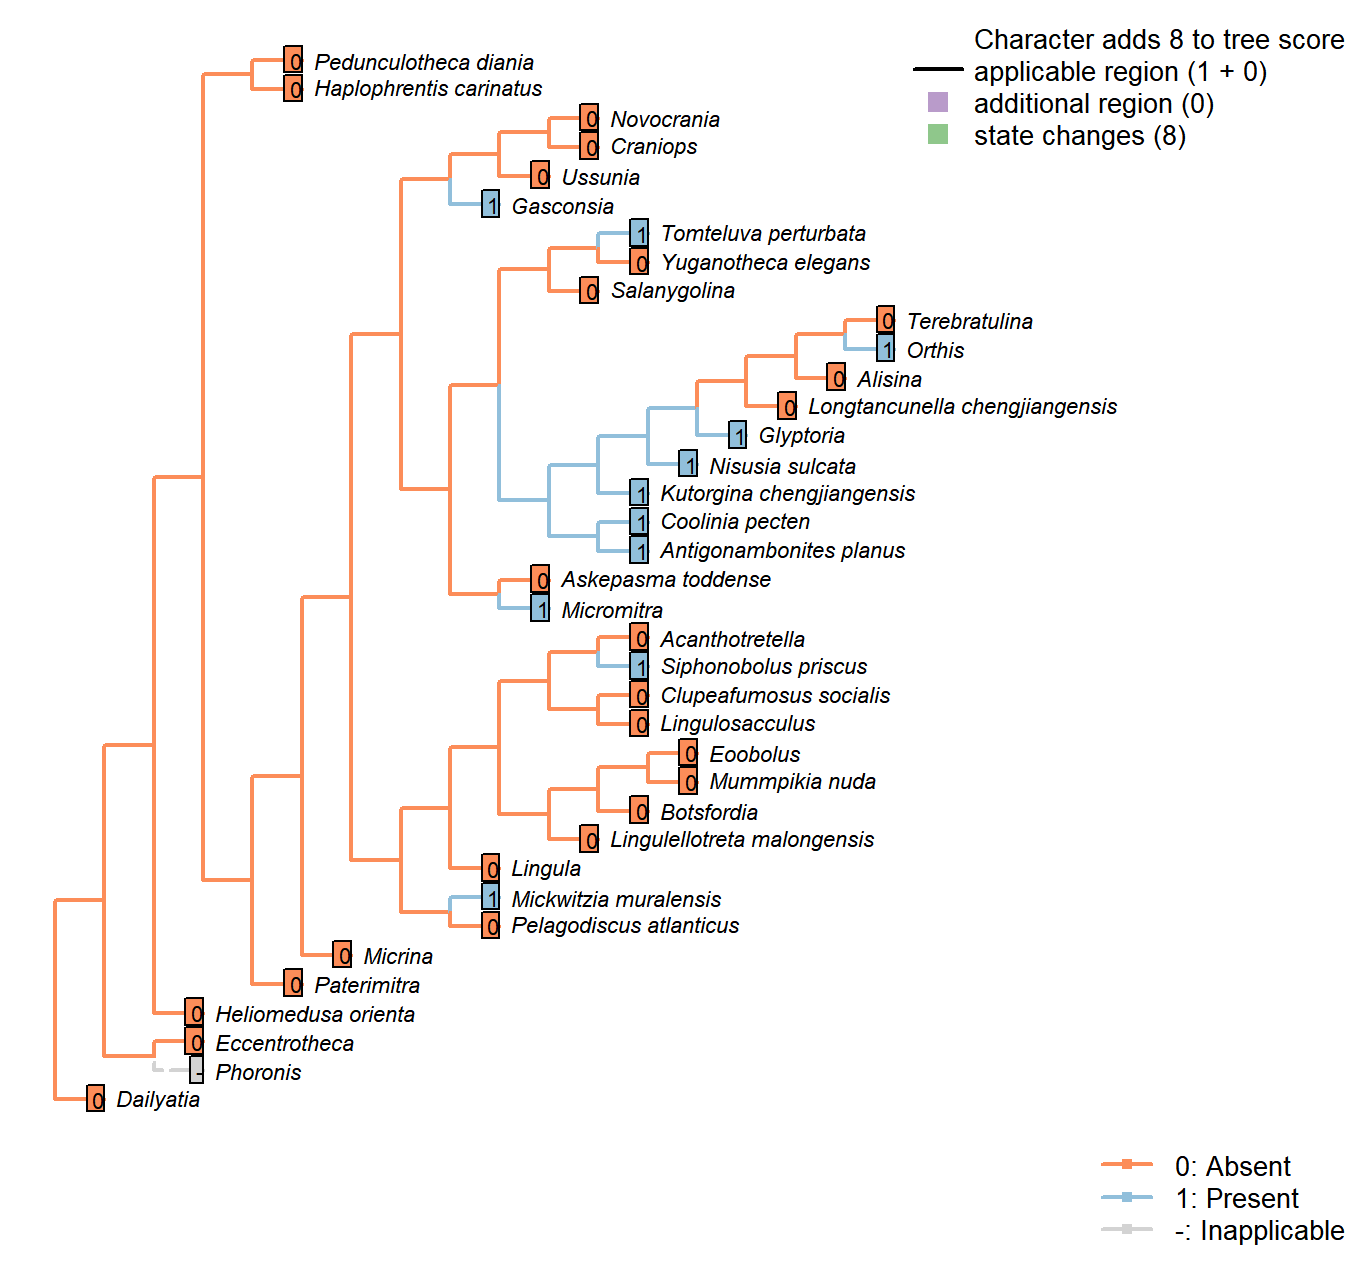 Character adds 8 to tree score
applicable region (1 + 0)
additional region (0)
state changes (8)
0 Pedunculotheca diania
0 Haplophrentis carinatus
0 Novocrania
0 Craniops
0 Ussunia
1 Gasconsia
1 Tomteluva perturbata
0 Yuganotheca elegans
0 Salanygolina
0 Terebratulina
1 Orthis
0 Alisina
0 Longtancunella chengjiangensis
1 Glyptoria
1 Nisusia sulcata
1 Kutorgina chengjiangensis
1 Coolinia pecten
1 Antigonambonites planus
0 Askepasma toddense
1 Micromitra
0 Acanthotretella
1 Siphonobolus priscus
0 Clupeafumosus socialis
0 Lingulosacculus
0 Eoobolus
0 Mummpikia nuda
0 Botsfordia
0 Lingulellotreta malongensis
0 Lingula
1 Mickwitzia muralensis
0 Pelagodiscus atlanticus
0 Micrina
0 Paterimitra
0 Heliomedusa orienta
0 Eccentrotheca
- Phoronis
0 Dailyatia
0: Absent
1: Present
-: Inapplicable